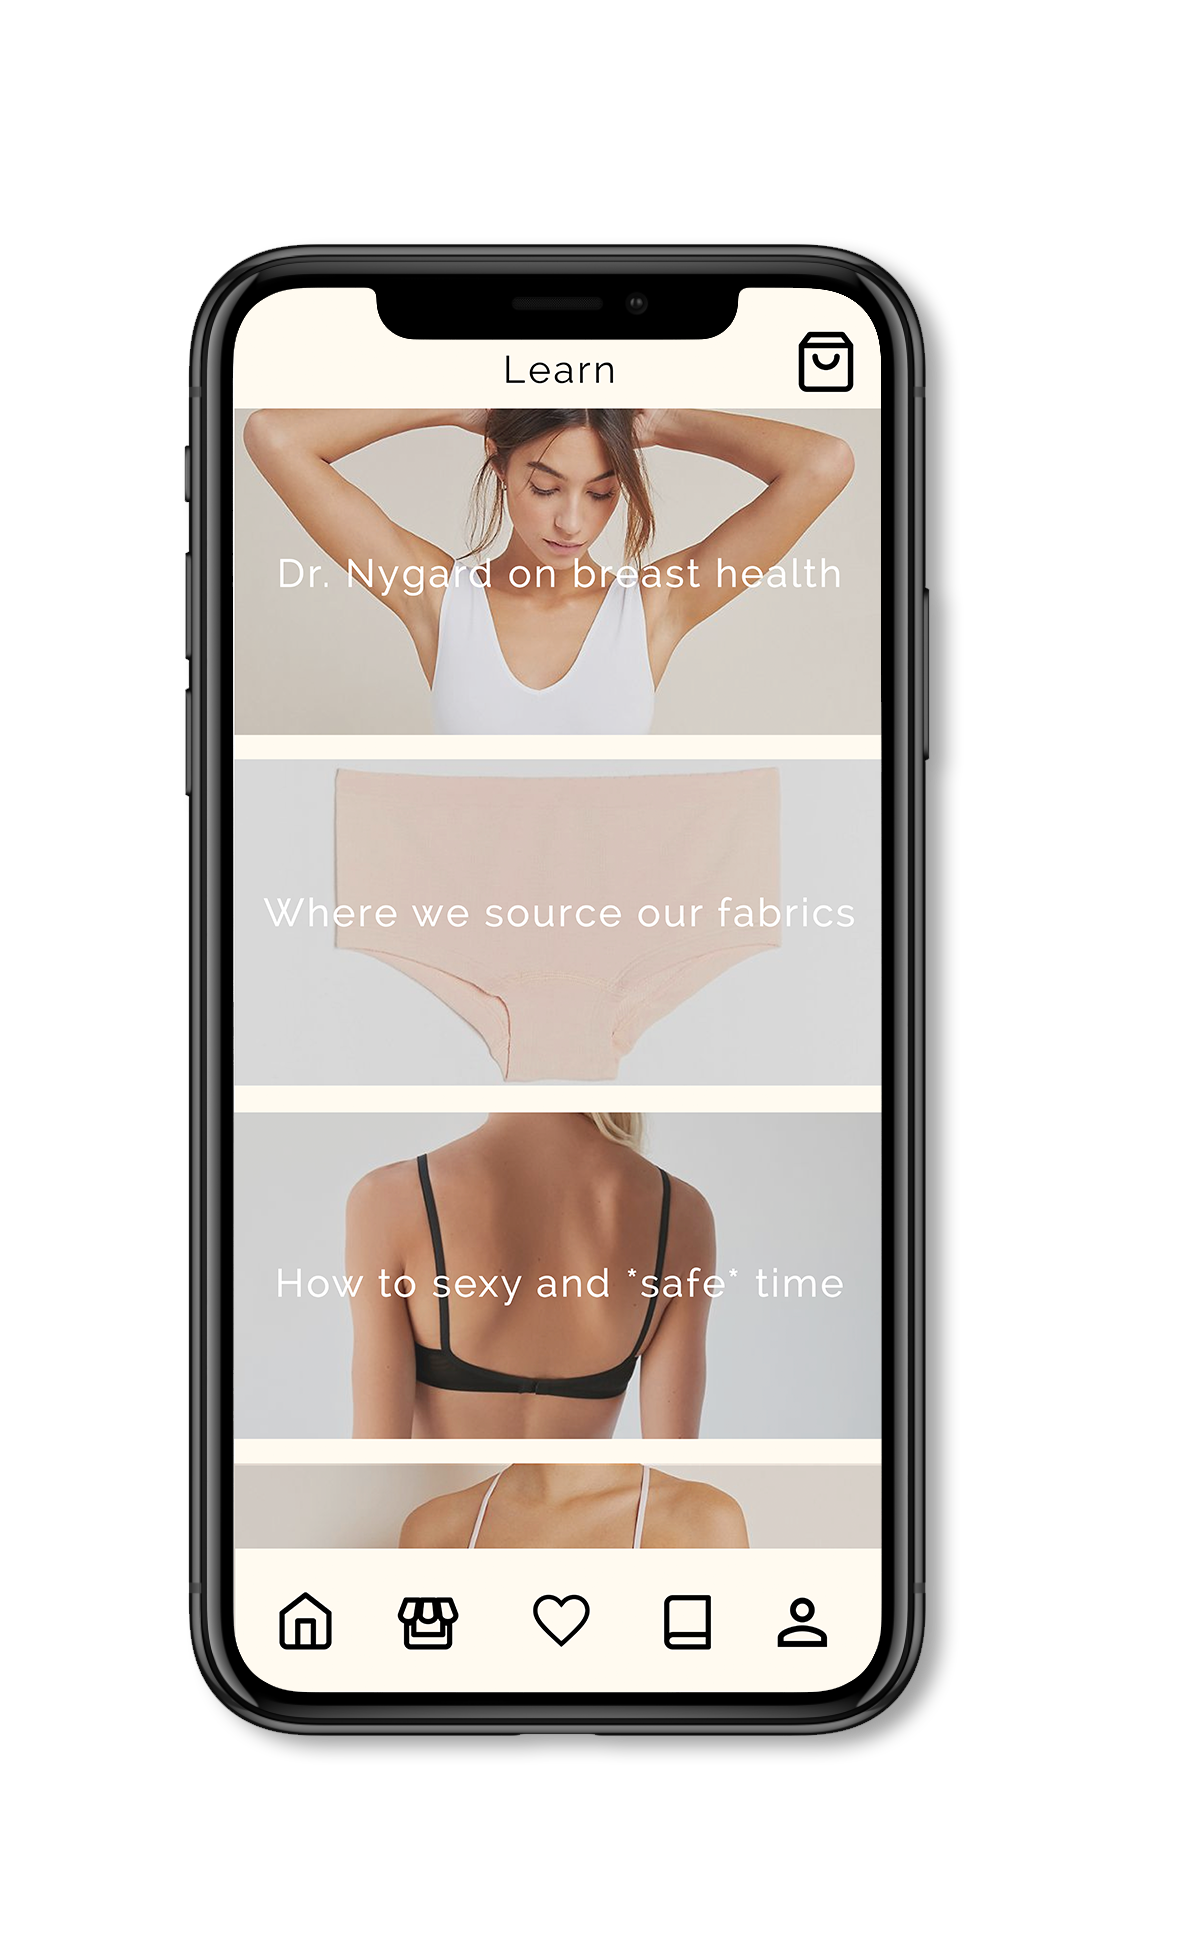 Learn
Dr. Nygard on breast health
Where we source our fabrics
How to sexy and *safe* time